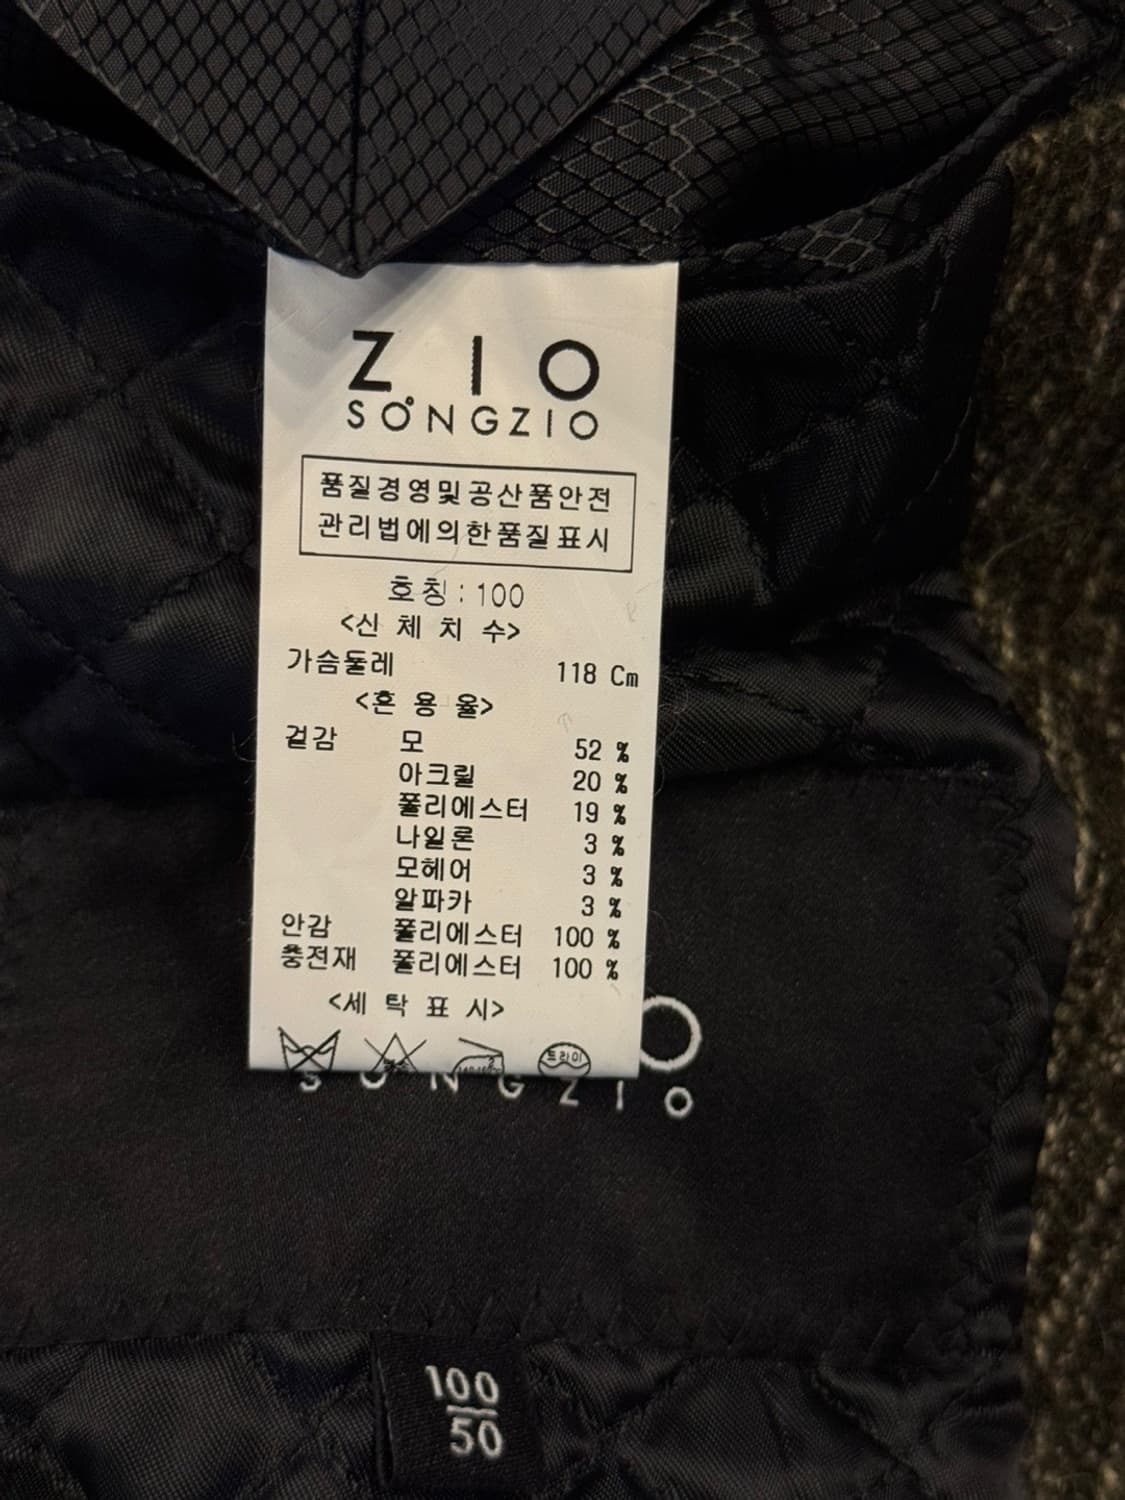 ZIO
SONGZIO
품질경영및공산품안전
관리법에의한품질표시
호칭 : 100
<신 체 치 수>
가슴둘레 118 Cm
<혼 용 율>
겉감 모 52 %
아크릴 20 %
폴리에스터 19 %
나일론 3 %
모헤어 3 %
알파카 3 %
안감 폴리에스터 100 %
충전재 폴리에스터 100 %
<세 탁 표 시>
드라이
O
SONGZIO
100
50